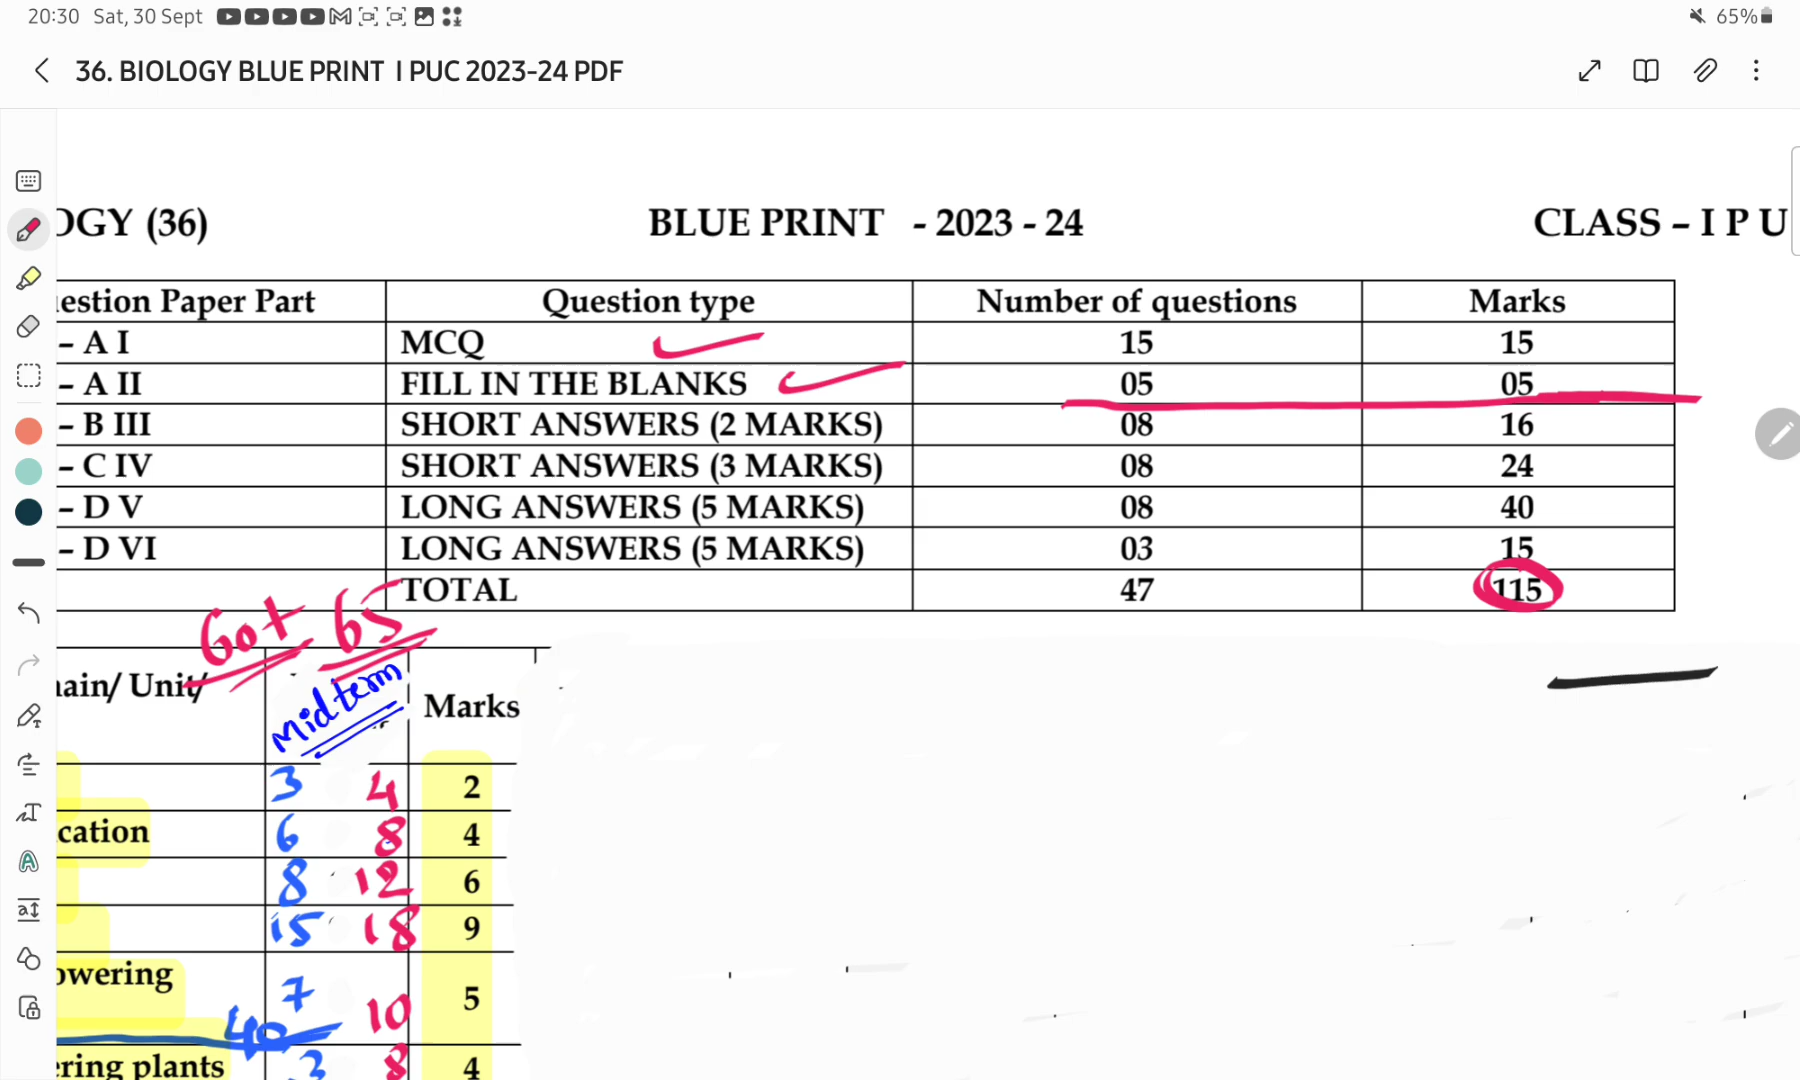 20:30 Sat, 30 Sept 65%
36. BIOLOGY BLUE PRINT I PUC 2023-24 PDF
OGY (36) BLUE PRINT - 2023 - 24 CLASS – I P U
estion Paper Part Question type Number of questions Marks
– A I MCQ 15 15
– A II FILL IN THE BLANKS 05 05
– B III SHORT ANSWERS (2 MARKS) 08 16
– C IV SHORT ANSWERS (3 MARKS) 08 24
– D V LONG ANSWERS (5 MARKS) 08 40
– D VI LONG ANSWERS (5 MARKS) 03 15
TOTAL 47 115
60+ 65
ain/ Unit/ Midterm Marks
3 4 2
cation 6 8 4
8 12 6
15 18 9
owering 7 10 5
40
ering plants 3 8 4